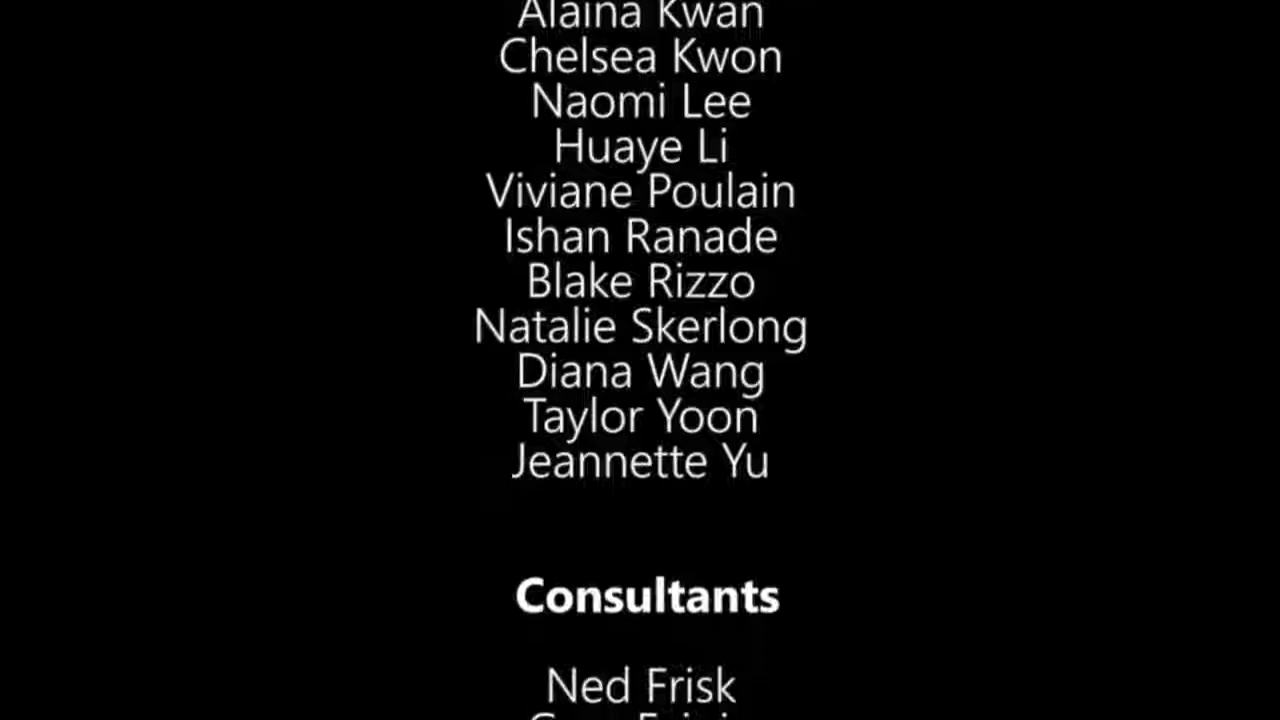 Alaina Kwan
Chelsea Kwon
Naomi Lee
Huaye Li
Viviane Poulain
Ishan Ranade
Blake Rizzo
Natalie Skerlong
Diana Wang
Taylor Yoon
Jeannette Yu
Consultants
Ned Frisk